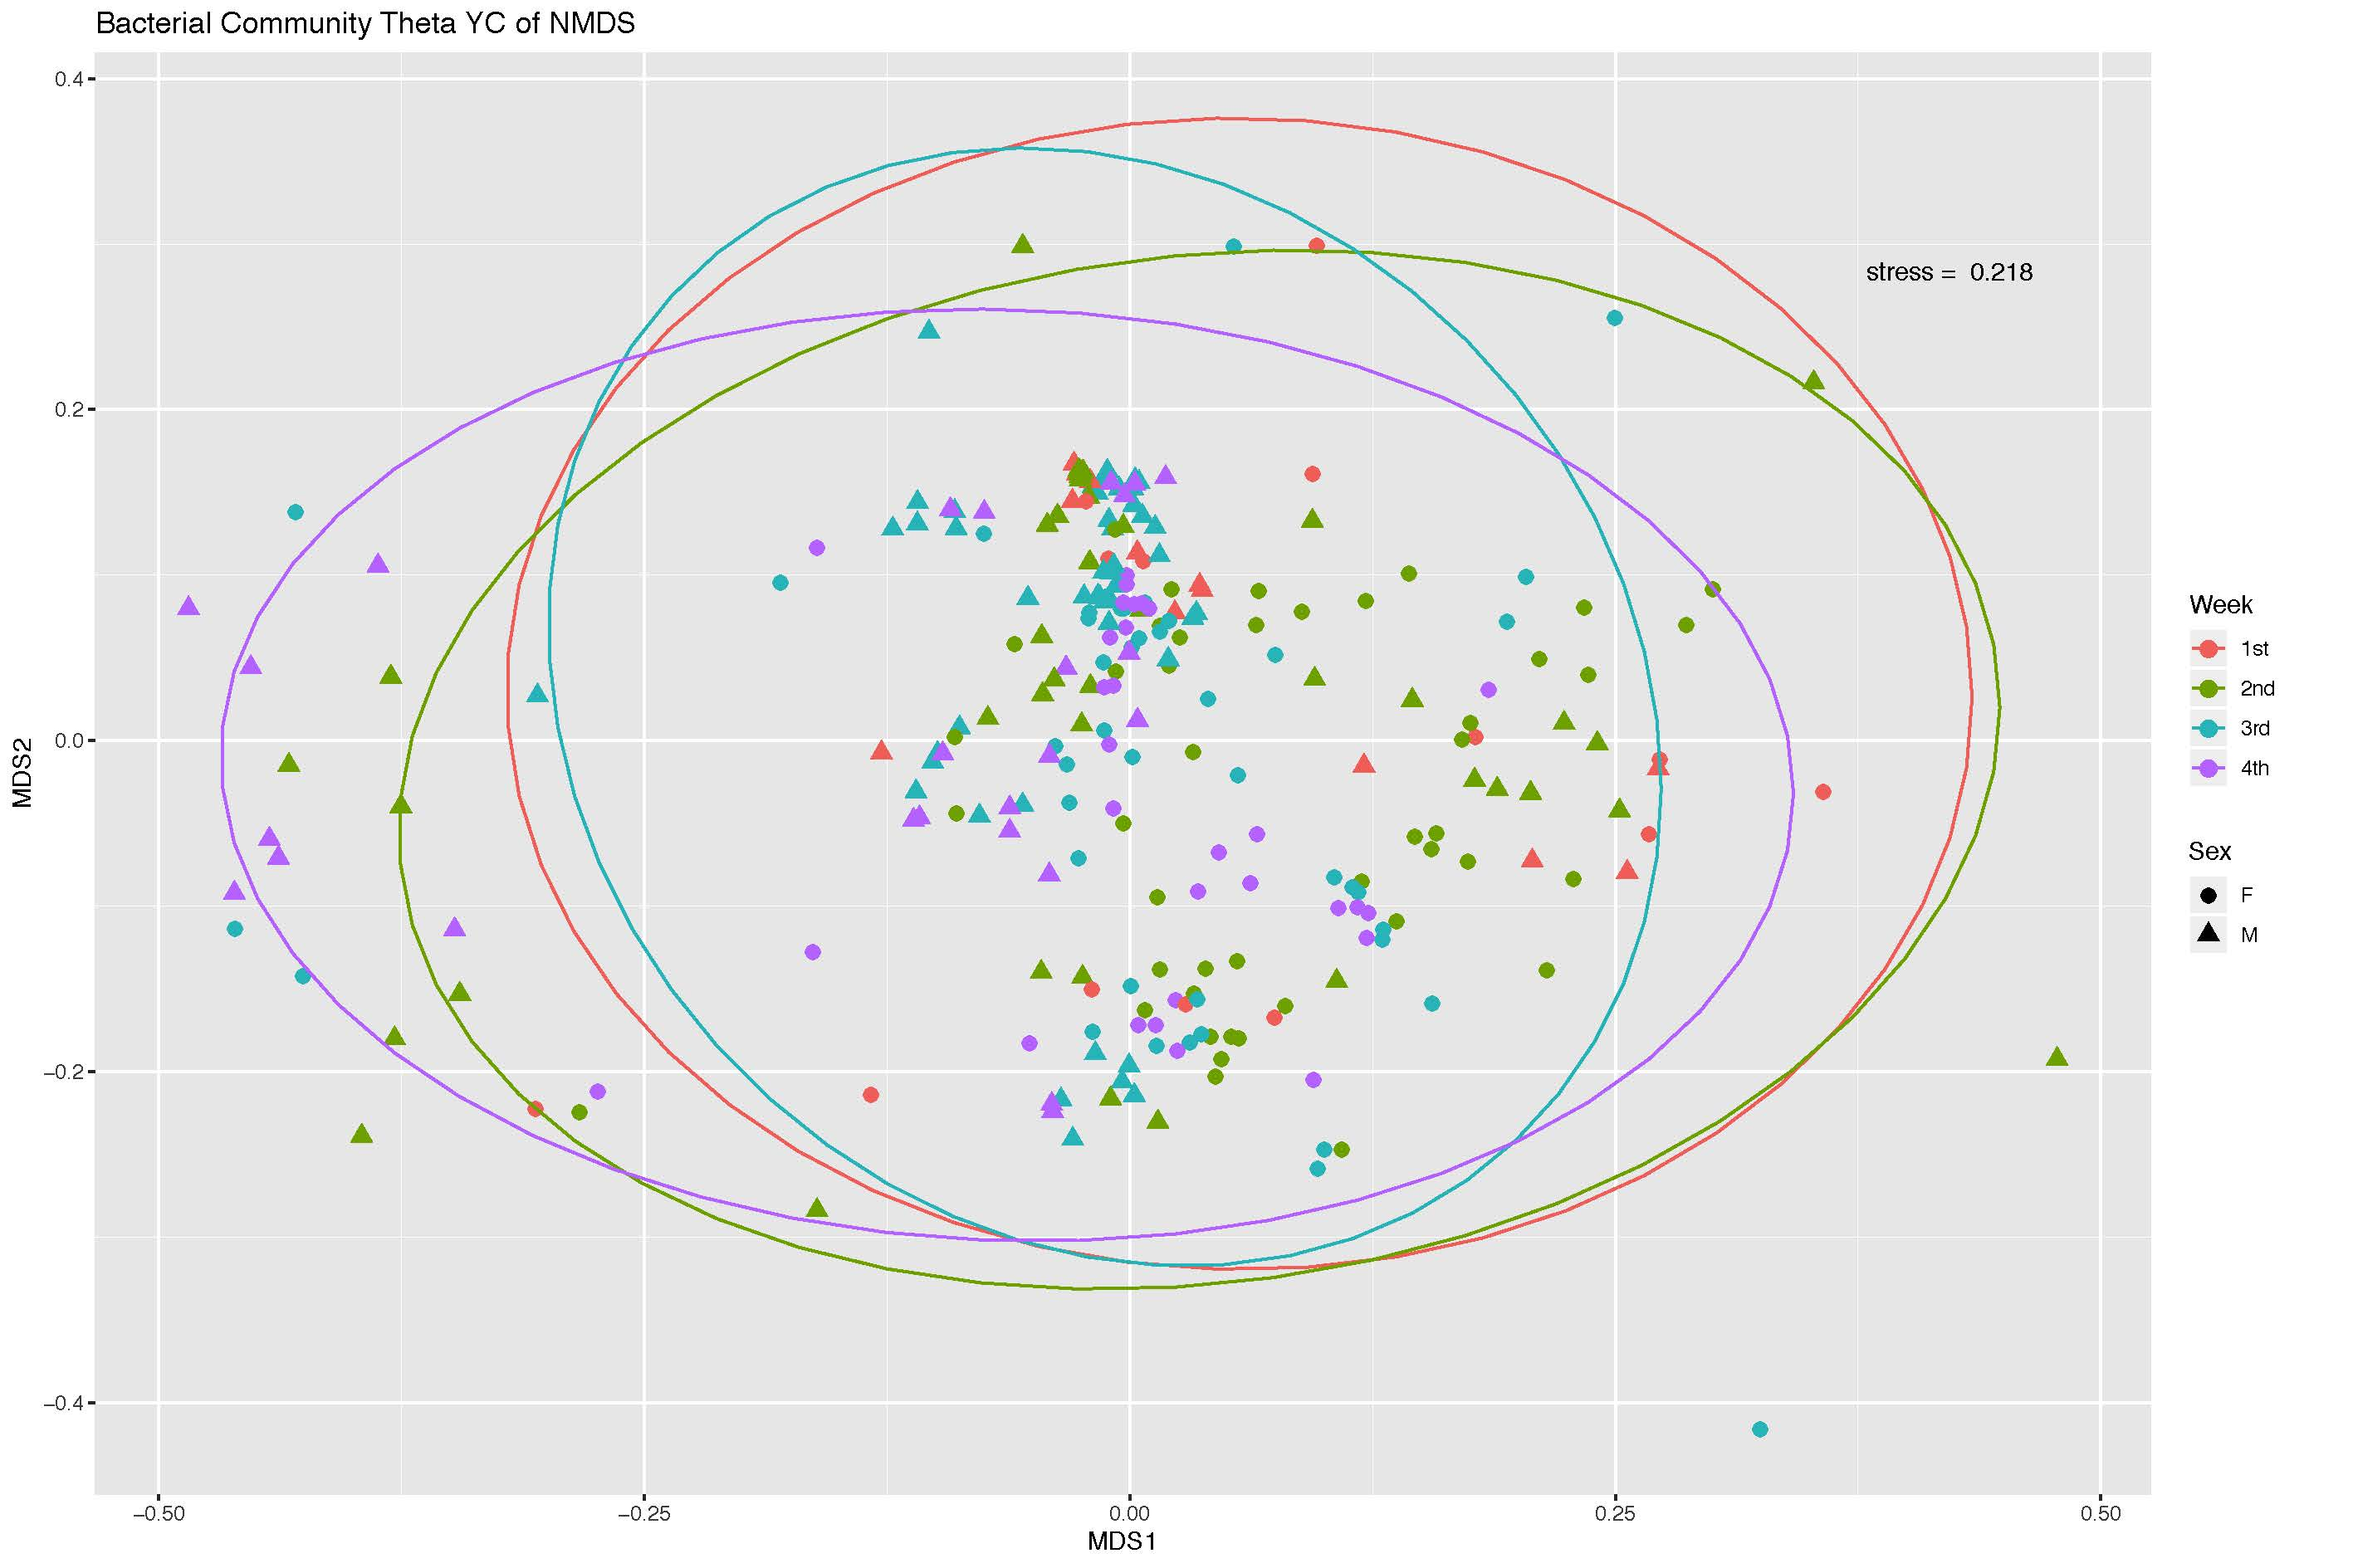 Bacterial Community Theta YC of NMDS
0.4
0.2
0.0
−0.2
−0.4
MDS2
stress = 0.218
−0.50
−0.25
0.00
0.25
0.50
MDS1
Week
1st
2nd
3rd
4th
Sex
F
M